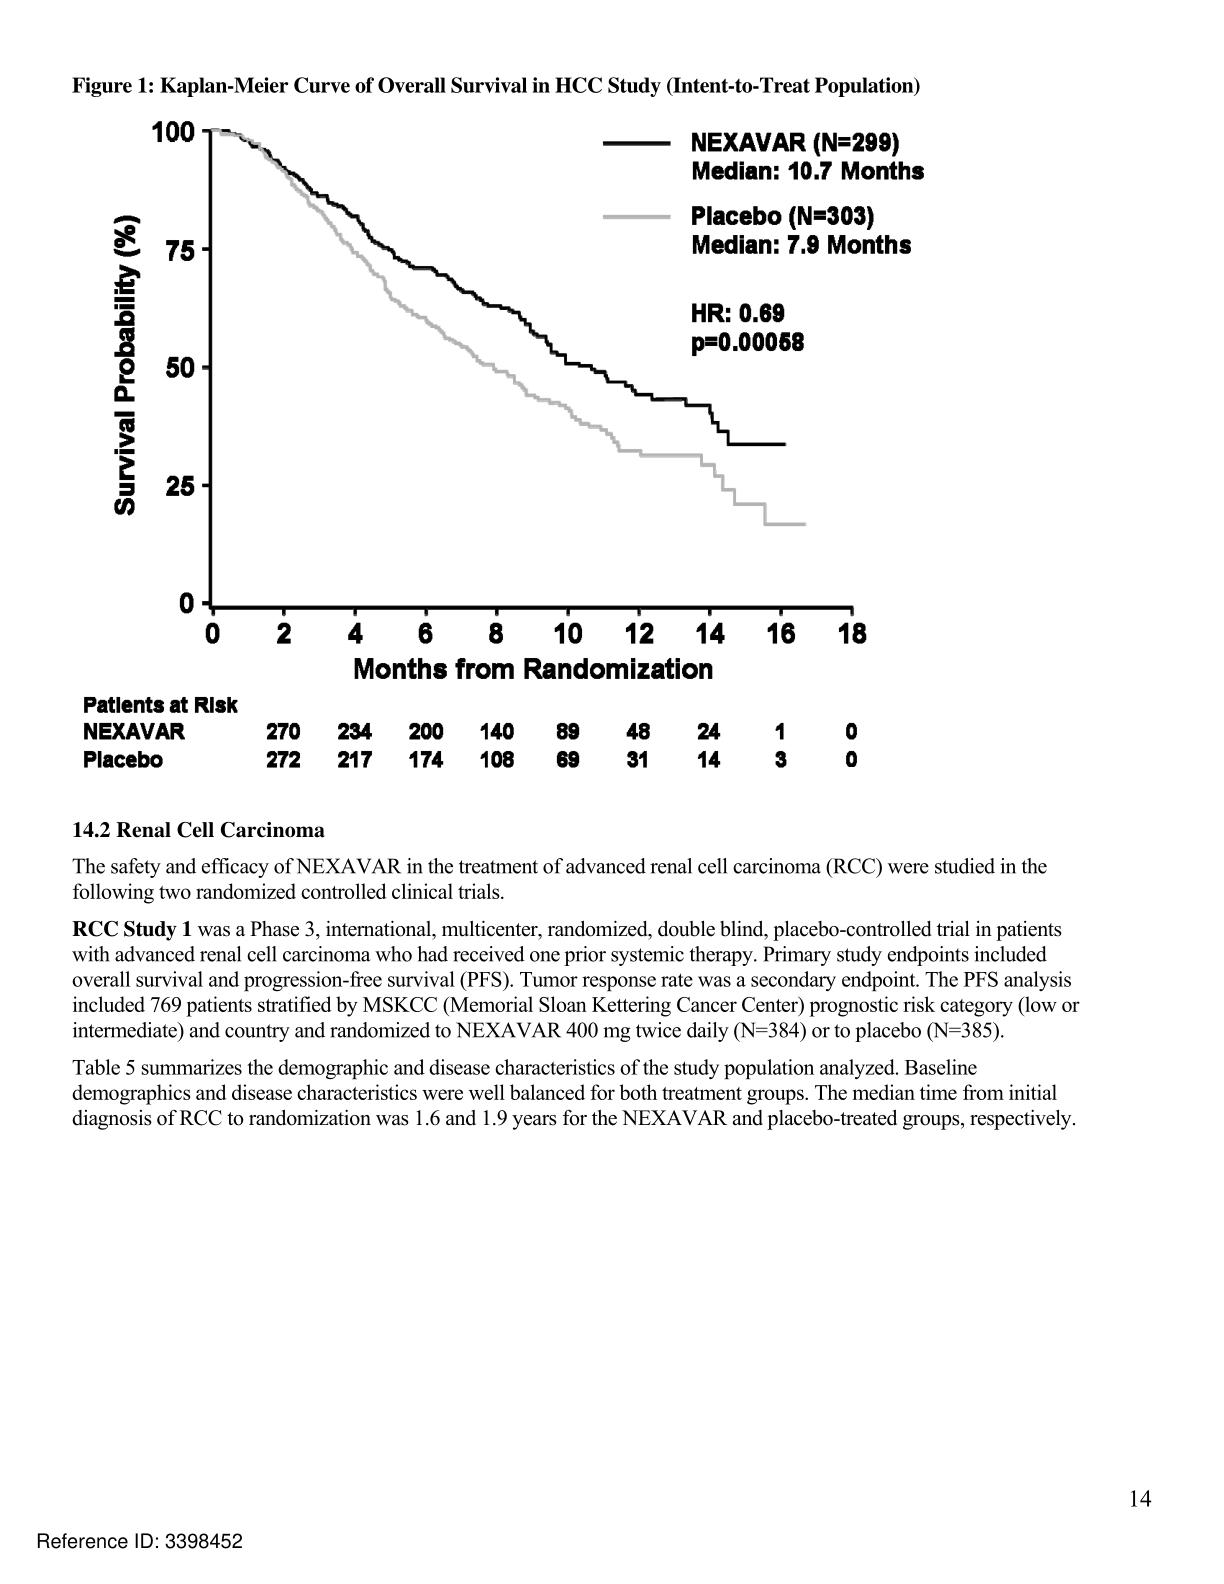 Figure 1: Kaplan-Meier Curve of Overall Survival in HCC Study (Intent-to-Treat Population)
100
75
50
25
0
Survival Probability (%)
NEXAVAR (N=299)
Median: 10.7 Months
Placebo (N=303)
Median: 7.9 Months
HR: 0.69
p=0.00058
0 2 4 6 8 10 12 14 16 18
Months from Randomization
Patients at Risk
NEXAVAR 270 234 200 140 89 48 24 1 0
Placebo 272 217 174 108 69 31 14 3 0
14.2 Renal Cell Carcinoma
The safety and efficacy of NEXAVAR in the treatment of advanced renal cell carcinoma (RCC) were studied in the
following two randomized controlled clinical trials.
RCC Study 1 was a Phase 3, international, multicenter, randomized, double blind, placebo-controlled trial in patients
with advanced renal cell carcinoma who had received one prior systemic therapy. Primary study endpoints included
overall survival and progression-free survival (PFS). Tumor response rate was a secondary endpoint. The PFS analysis
included 769 patients stratified by MSKCC (Memorial Sloan Kettering Cancer Center) prognostic risk category (low or
intermediate) and country and randomized to NEXAVAR 400 mg twice daily (N=384) or to placebo (N=385).
Table 5 summarizes the demographic and disease characteristics of the study population analyzed. Baseline
demographics and disease characteristics were well balanced for both treatment groups. The median time from initial
diagnosis of RCC to randomization was 1.6 and 1.9 years for the NEXAVAR and placebo-treated groups, respectively.
14
Reference ID: 3398452